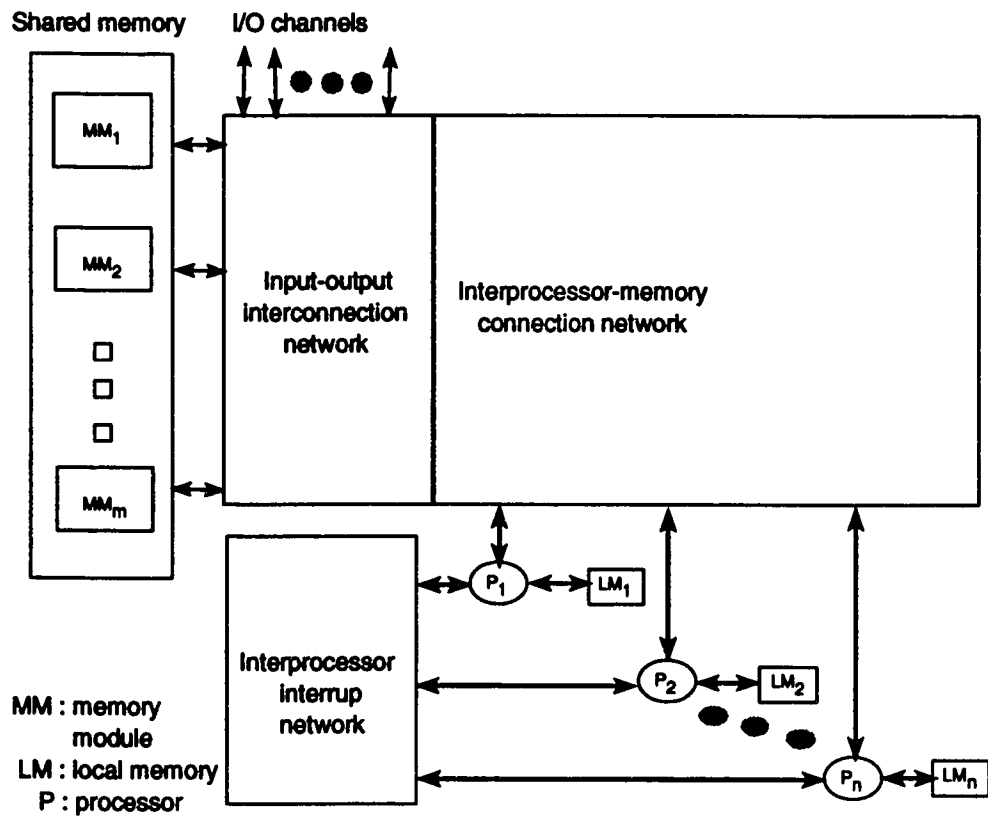 Shared memory
I/O channels
MM1
MM2
MMm
Input-output
interconnection
network
Interprocessor-memory
connection network
Interprocessor
interrup
network
P1
LM1
P2
LM2
Pn
LMn
MM : memory
module
LM : local memory
P : processor